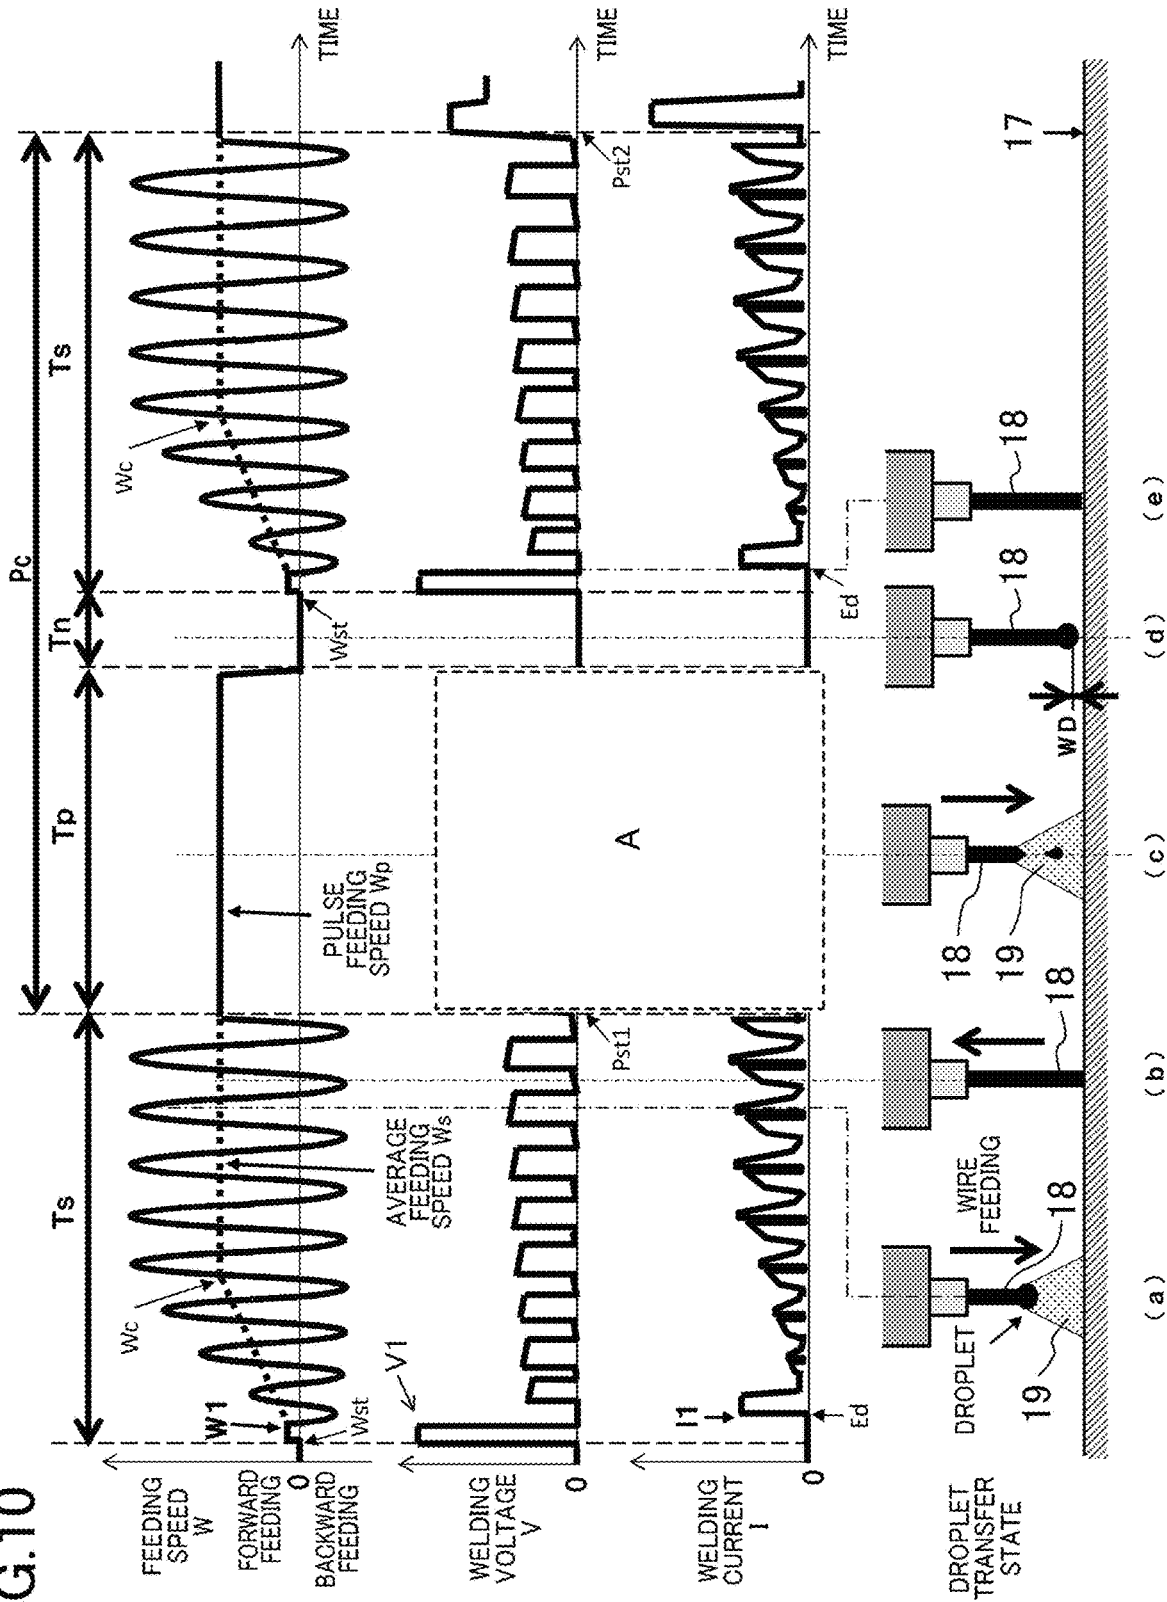 G.10
Pc
Ts
Tp
Tn
Ts
FEEDING
SPEED
W
FORWARD
FEEDING
0
BACKWARD
FEEDING
W1
Wst
Wc
AVERAGE
FEEDING
SPEED Ws
PULSE
FEEDING
SPEED Wp
Wst
Wc
TIME
WELDING
VOLTAGE
V
0
V1
Pst1
A
Pst2
TIME
WELDING
CURRENT
I
0
I1
Ed
Ed
TIME
DROPLET
TRANSFER
STATE
DROPLET
19
WIRE
FEEDING
18
18
18
19
WD
18
18
17
(a)
(b)
(c)
(d)
(e)